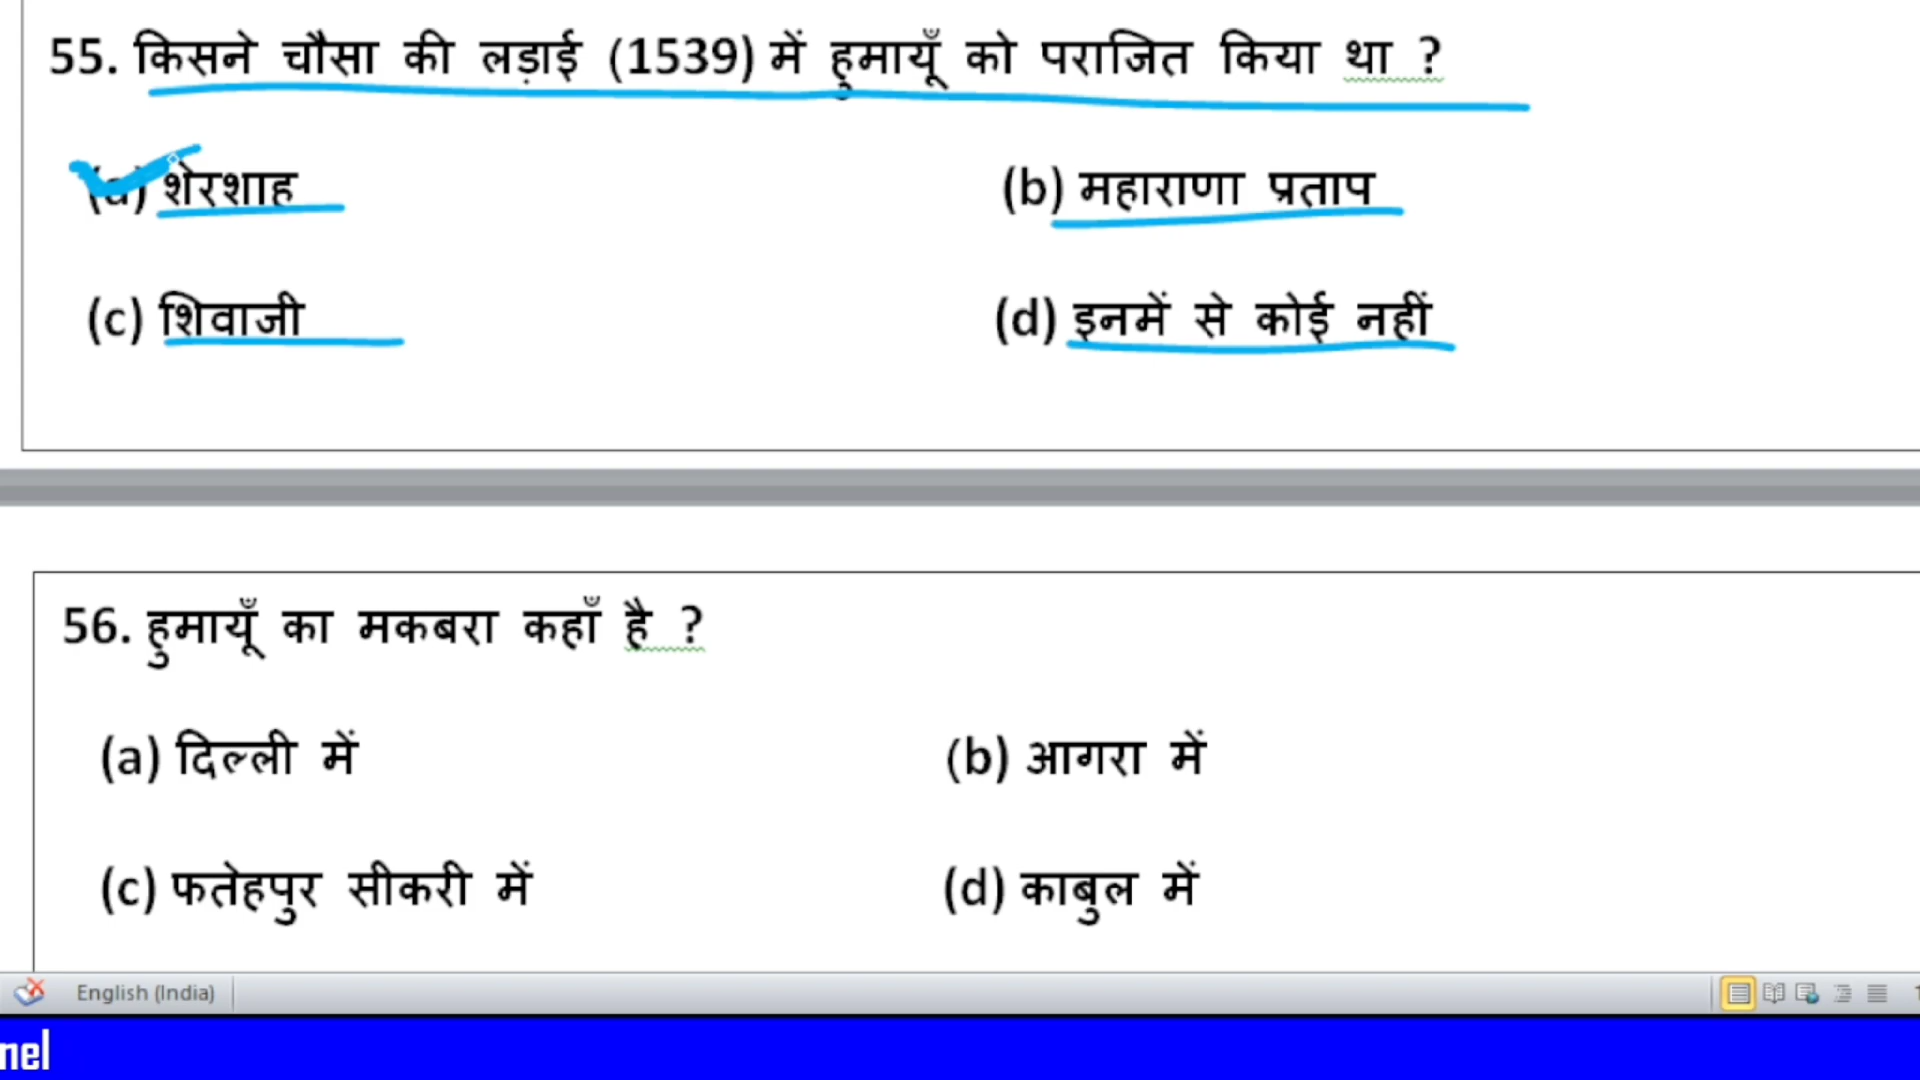 55. किसने चौसा की लड़ाई (1539) में हुमायूँ को पराजित किया था ?
(a) शेरशाह (b) महाराणा प्रताप
(c) शिवाजी (d) इनमें से कोई नहीं
56. हुमायूँ का मकबरा कहाँ है ?
(a) दिल्ली में (b) आगरा में
(c) फतेहपुर सीकरी में (d) काबुल में
English (India)
nel